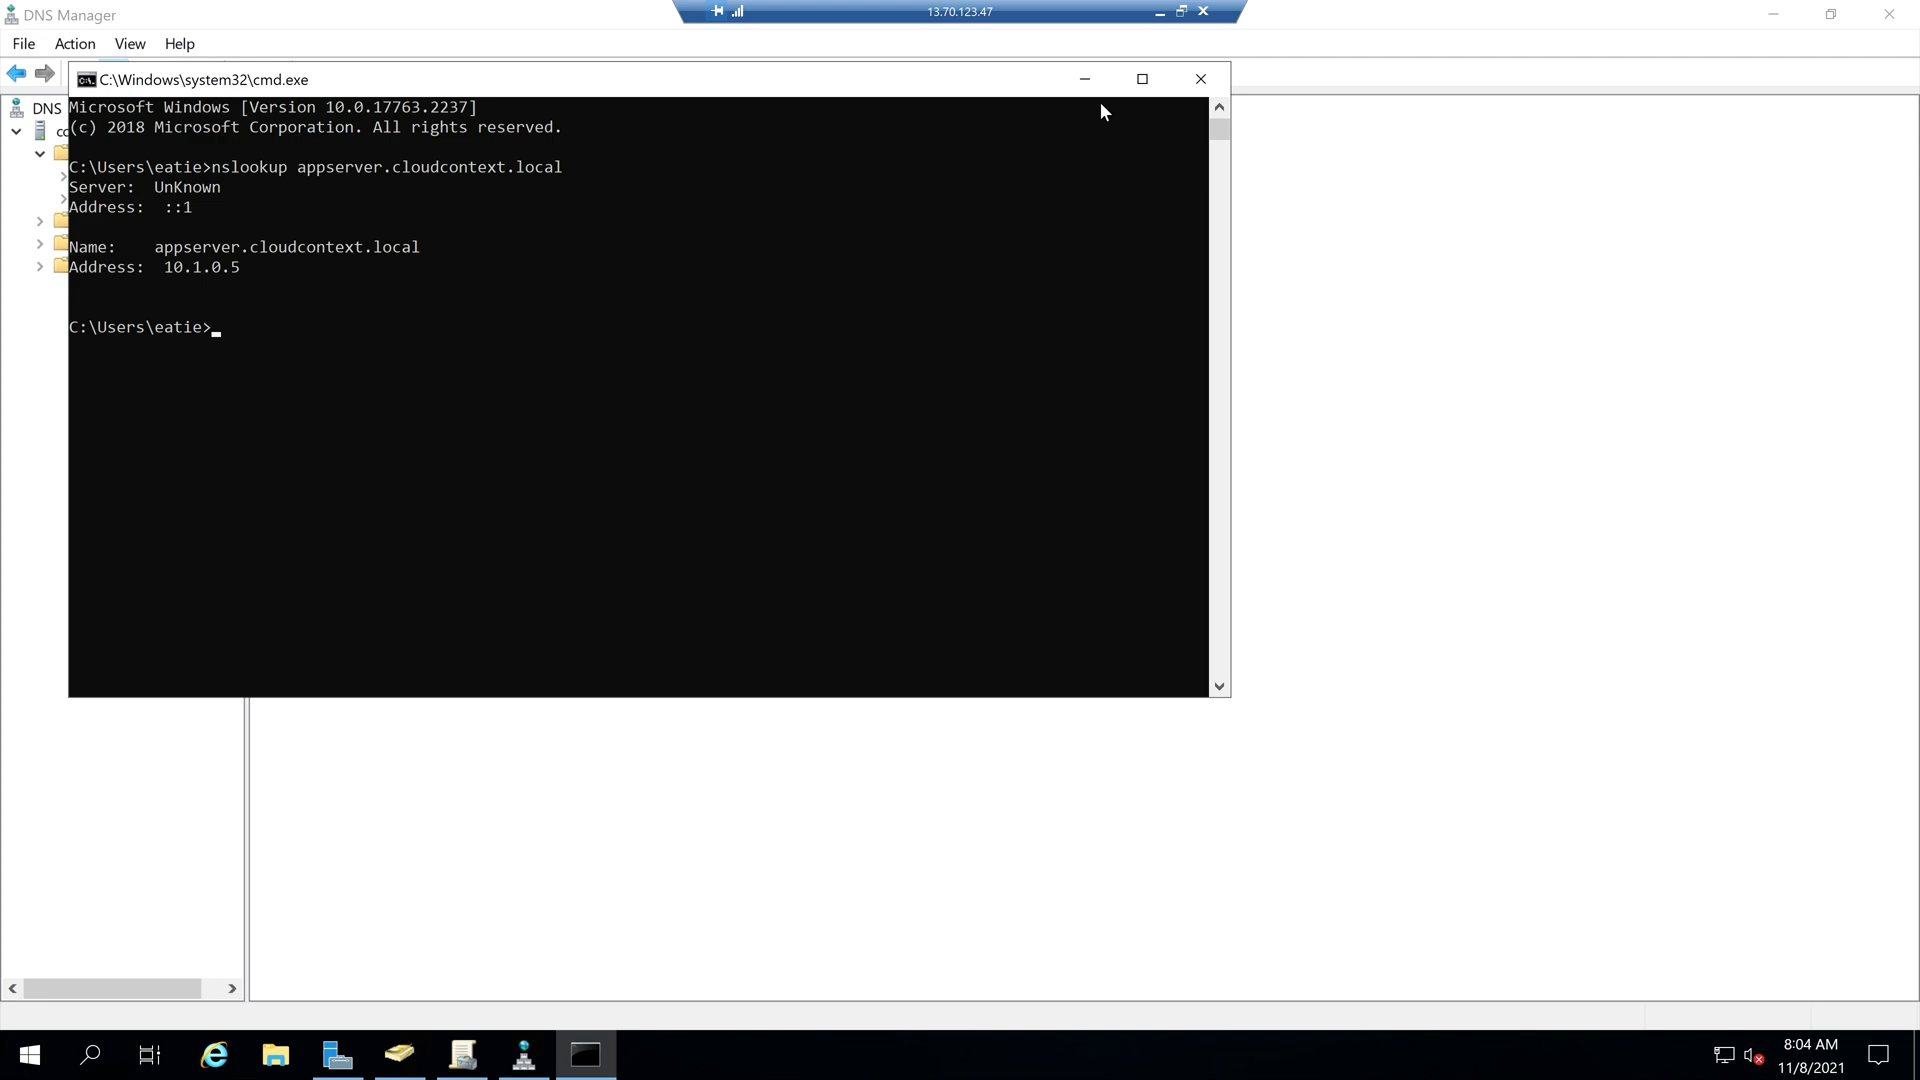 DNS Manager
13.70.123.47
File Action View Help
C:\Windows\system32\cmd.exe
DNS
Microsoft Windows [Version 10.0.17763.2237]
(c) 2018 Microsoft Corporation. All rights reserved.
C:\Users\eatie>nslookup appserver.cloudcontext.local
Server:  UnKnown
Address:  ::1
Name:    appserver.cloudcontext.local
Address:  10.1.0.5
C:\Users\eatie>
8:04 AM
11/8/2021